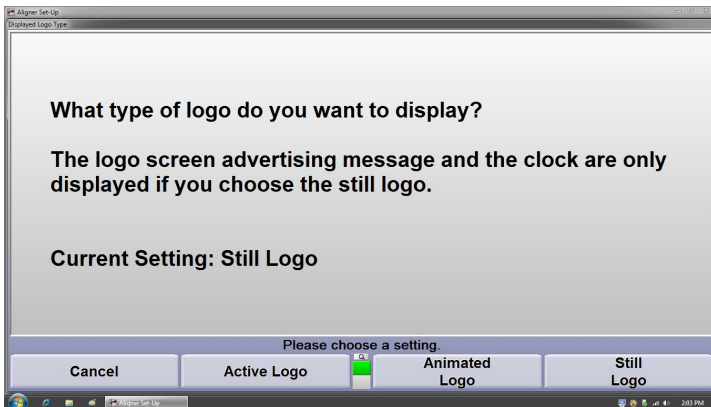 Aligner Set-Up
Displayed Logo Type
What type of logo do you want to display?
The logo screen advertising message and the clock are only
displayed if you choose the still logo.
Current Setting: Still Logo
Please choose a setting.
Cancel
Active Logo
Animated
Logo
Still
Logo
Aligner Set-Up
2:03 PM